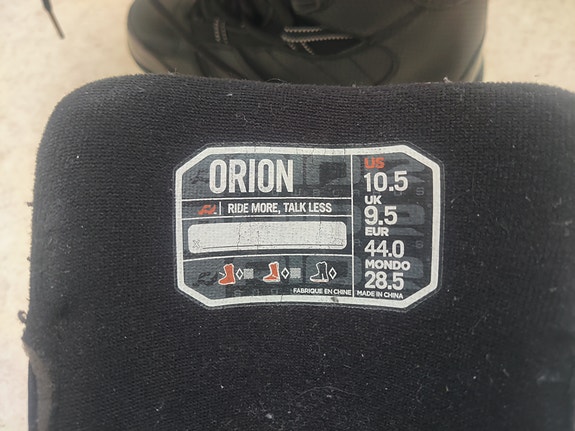 ORION
RIDE MORE, TALK LESS
FABRIQUE EN CHINE
US
10.5
UK
9.5
EUR
44.0
MONDO
28.5
MADE IN CHINA